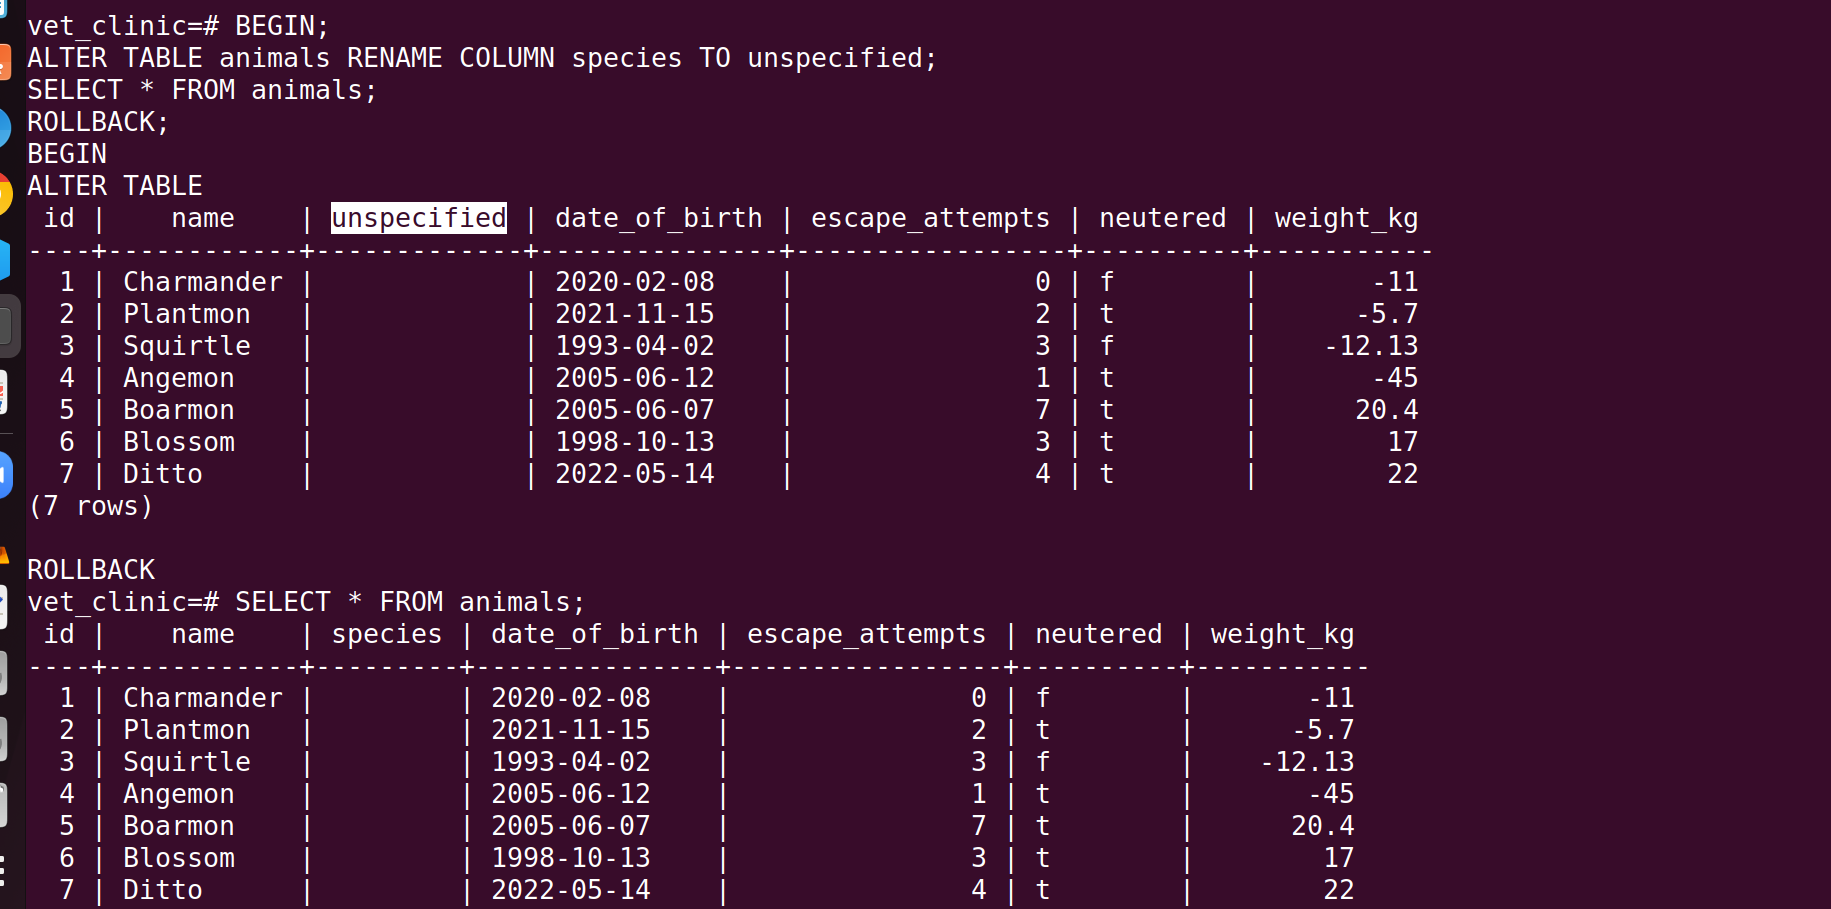 vet_clinic=# BEGIN;
ALTER TABLE animals RENAME COLUMN species TO unspecified;
SELECT * FROM animals;
ROLLBACK;
BEGIN
ALTER TABLE
 id |    name    | unspecified | date_of_birth | escape_attempts | neutered | weight_kg
----+------------+-------------+---------------+-----------------+----------+-----------
  1 | Charmander |             | 2020-02-08    |               0 | f        |       -11
  2 | Plantmon   |             | 2021-11-15    |               2 | t        |      -5.7
  3 | Squirtle   |             | 1993-04-02    |               3 | f        |    -12.13
  4 | Angemon    |             | 2005-06-12    |               1 | t        |       -45
  5 | Boarmon    |             | 2005-06-07    |               7 | t        |      20.4
  6 | Blossom    |             | 1998-10-13    |               3 | t        |        17
  7 | Ditto      |             | 2022-05-14    |               4 | t        |        22
(7 rows)

ROLLBACK
vet_clinic=# SELECT * FROM animals;
 id |    name    | species | date_of_birth | escape_attempts | neutered | weight_kg
----+------------+---------+---------------+-----------------+----------+-----------
  1 | Charmander |         | 2020-02-08    |               0 | f        |       -11
  2 | Plantmon   |         | 2021-11-15    |               2 | t        |      -5.7
  3 | Squirtle   |         | 1993-04-02    |               3 | f        |    -12.13
  4 | Angemon    |         | 2005-06-12    |               1 | t        |       -45
  5 | Boarmon    |         | 2005-06-07    |               7 | t        |      20.4
  6 | Blossom    |         | 1998-10-13    |               3 | t        |        17
  7 | Ditto      |         | 2022-05-14    |               4 | t        |        22